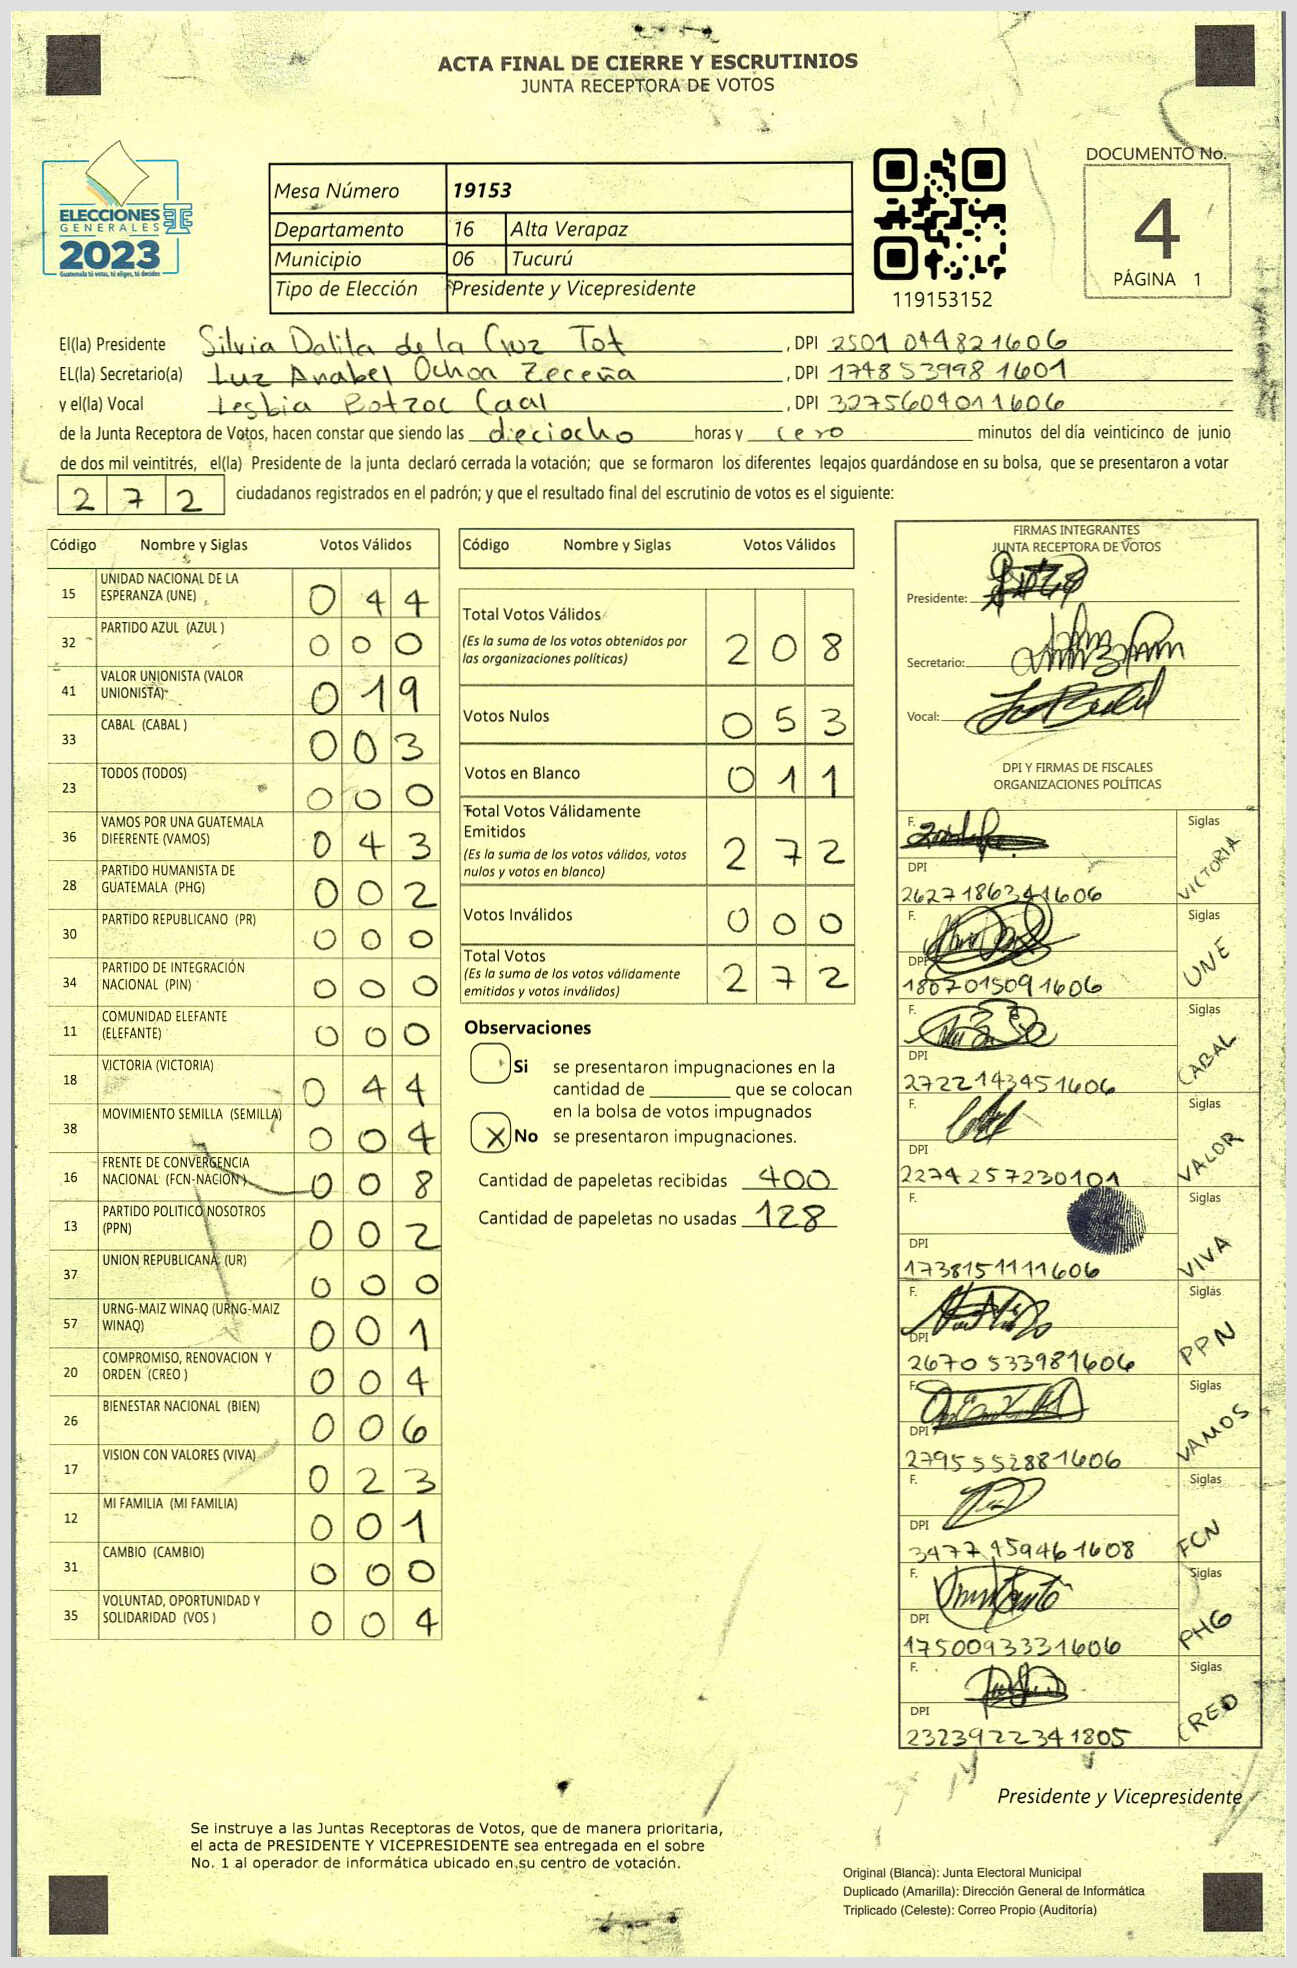 ACTA FINAL DE CIERRE Y ESCRUTINIOS
JUNTA RECEPTORA DE VOTOS
ELECCIONES
GENERALES
2023
Guatemala tú votas, tú eliges, tú decides
Mesa Número 19153
Departamento 16 Alta Verapaz
Municipio 06 Tucurú
Tipo de Elección Presidente y Vicepresidente
119153152
DOCUMENTO No.
4
PÁGINA 1
El(la) Presidente Silvia Dalila de la Cruz Tot, DPI 2501 044821606
EL(la) Secretario(a) Luz Anabel Ochoa Zeceña, DPI 1748539981601
y el(la) Vocal Lesbia Botzoc Caal, DPI 3275604011606
de la Junta Receptora de Votos, hacen constar que siendo las dieciocho horas y cero minutos del día veinticinco de junio
de dos mil veintitrés, el(la) Presidente de la junta declaró cerrada la votación; que se formaron los diferentes legajos guardándose en su bolsa, que se presentaron a votar
272 ciudadanos registrados en el padrón; y que el resultado final del escrutinio de votos es el siguiente:
Código Nombre y Siglas Votos Válidos
15 UNIDAD NACIONAL DE LA ESPERANZA (UNE) 0 4 4
32 PARTIDO AZUL (AZUL ) 0 0 0
41 VALOR UNIONISTA (VALOR UNIONISTA) 0 1 9
33 CABAL (CABAL ) 0 0 3
23 TODOS (TODOS) 0 0 0
36 VAMOS POR UNA GUATEMALA DIFERENTE (VAMOS) 0 4 3
28 PARTIDO HUMANISTA DE GUATEMALA (PHG) 0 0 2
30 PARTIDO REPUBLICANO (PR) 0 0 0
34 PARTIDO DE INTEGRACIÓN NACIONAL (PIN) 0 0 0
11 COMUNIDAD ELEFANTE (ELEFANTE) 0 0 0
18 VICTORIA (VICTORIA) 0 4 4
38 MOVIMIENTO SEMILLA (SEMILLA) 0 0 4
16 FRENTE DE CONVERGENCIA NACIONAL (FCN-NACION ) 0 0 8
13 PARTIDO POLITICO NOSOTROS (PPN) 0 0 2
37 UNION REPUBLICANA (UR) 0 0 0
57 URNG-MAIZ WINAQ (URNG-MAIZ WINAQ) 0 0 1
20 COMPROMISO, RENOVACION Y ORDEN (CREO ) 0 0 4
26 BIENESTAR NACIONAL (BIEN) 0 0 6
17 VISION CON VALORES (VIVA) 0 2 3
12 MI FAMILIA (MI FAMILIA) 0 0 1
31 CAMBIO (CAMBIO) 0 0 0
35 VOLUNTAD, OPORTUNIDAD Y SOLIDARIDAD (VOS ) 0 0 4
Código Nombre y Siglas Votos Válidos
Total Votos Válidos 2 0 8
(Es la suma de los votos obtenidos por
las organizaciones políticas)
Votos Nulos 0 5 3
Votos en Blanco 0 1 1
Total Votos Válidamente
Emitidos 2 7 2
(Es la suma de los votos válidos, votos
nulos y votos en blanco)
Votos Inválidos 0 0 0
Total Votos 2 7 2
(Es la suma de los votos válidamente
emitidos y votos inválidos)
Observaciones
Si se presentaron impugnaciones en la
cantidad de ________ que se colocan
en la bolsa de votos impugnados
X No se presentaron impugnaciones.
Cantidad de papeletas recibidas 400
Cantidad de papeletas no usadas 128
FIRMAS INTEGRANTES
JUNTA RECEPTORA DE VOTOS
Presidente:
Secretario:
Vocal:
DPI Y FIRMAS DE FISCALES
ORGANIZACIONES POLÍTICAS
F. Siglas VICTORIA
DPI
2627186341606
F. Siglas UNE
DPI
1807015091606
F. Siglas CABAL
DPI
2722143451606
F. Siglas VALOR
DPI
2274257230101
F. Siglas VIVA
DPI
1738151111606
F. Siglas PPN
DPI
2670533981606
F. Siglas VAMOS
DPI
2795552881606
F. Siglas FCN
DPI
3477459461608
F. Siglas PHG
DPI
1750093331606
F. Siglas CREO
DPI
2323922341805
Presidente y Vicepresidente
Se instruye a las Juntas Receptoras de Votos, que de manera prioritaria,
el acta de PRESIDENTE Y VICEPRESIDENTE sea entregada en el sobre
No. 1 al operador de informática ubicado en su centro de votación.
Original (Blanca): Junta Electoral Municipal
Duplicado (Amarilla): Dirección General de Informática
Triplicado (Celeste): Correo Propio (Auditoría)